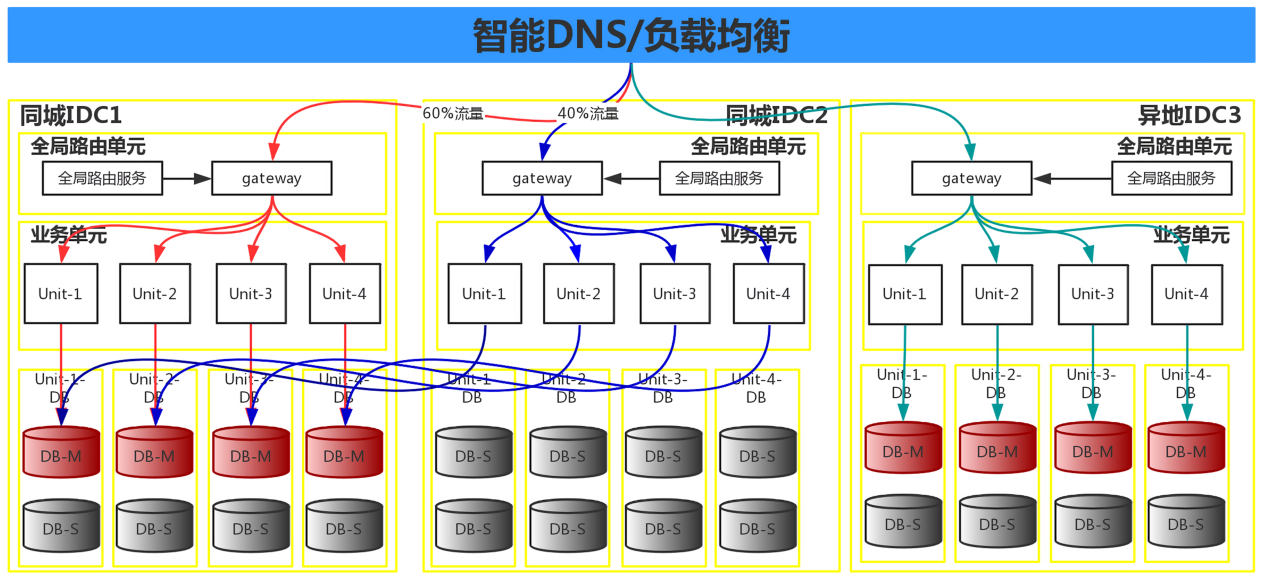 智能DNS/负载均衡
60%流量
40%流量
同城IDC1
全局路由单元
全局路由服务
gateway
业务单元
Unit-1
Unit-2
Unit-3
Unit-4
Unit-1-
DB
Unit-2-
DB
Unit-3-
DB
Unit-4-
DB
DB-M
DB-M
DB-M
DB-M
DB-S
DB-S
DB-S
DB-S
同城IDC2
全局路由单元
gateway
全局路由服务
业务单元
Unit-1
Unit-2
Unit-3
Unit-4
Unit-1-
DB
Unit-2-
DB
Unit-3-
DB
Unit-4-
DB
DB-S
DB-S
DB-S
DB-S
DB-S
DB-S
DB-S
DB-S
异地IDC3
全局路由单元
gateway
全局路由服务
业务单元
Unit-1
Unit-2
Unit-3
Unit-4
Unit-1-
DB
Unit-2-
DB
Unit-3-
DB
Unit-4-
DB
DB-M
DB-M
DB-M
DB-M
DB-S
DB-S
DB-S
DB-S